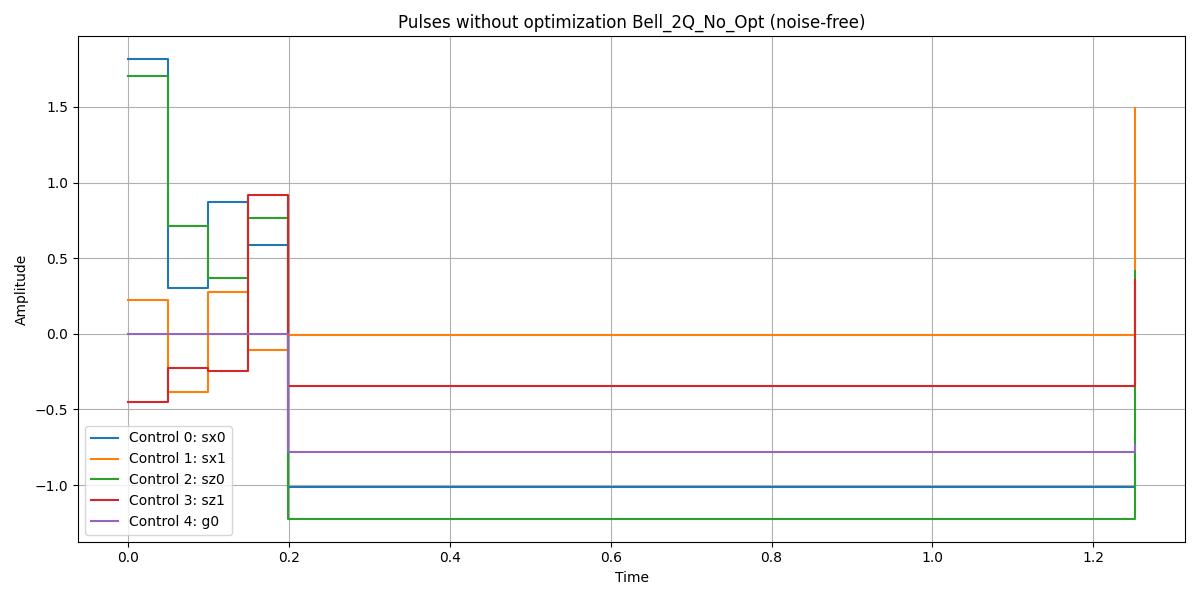 Pulses without optimization Bell_2Q_No_Opt (noise-free)
Amplitude
1.5
1.0
0.5
0.0
−0.5
−1.0
Control 0: sx0
Control 1: sx1
Control 2: sz0
Control 3: sz1
Control 4: g0
0.0 0.2 0.4 0.6 0.8 1.0 1.2
Time